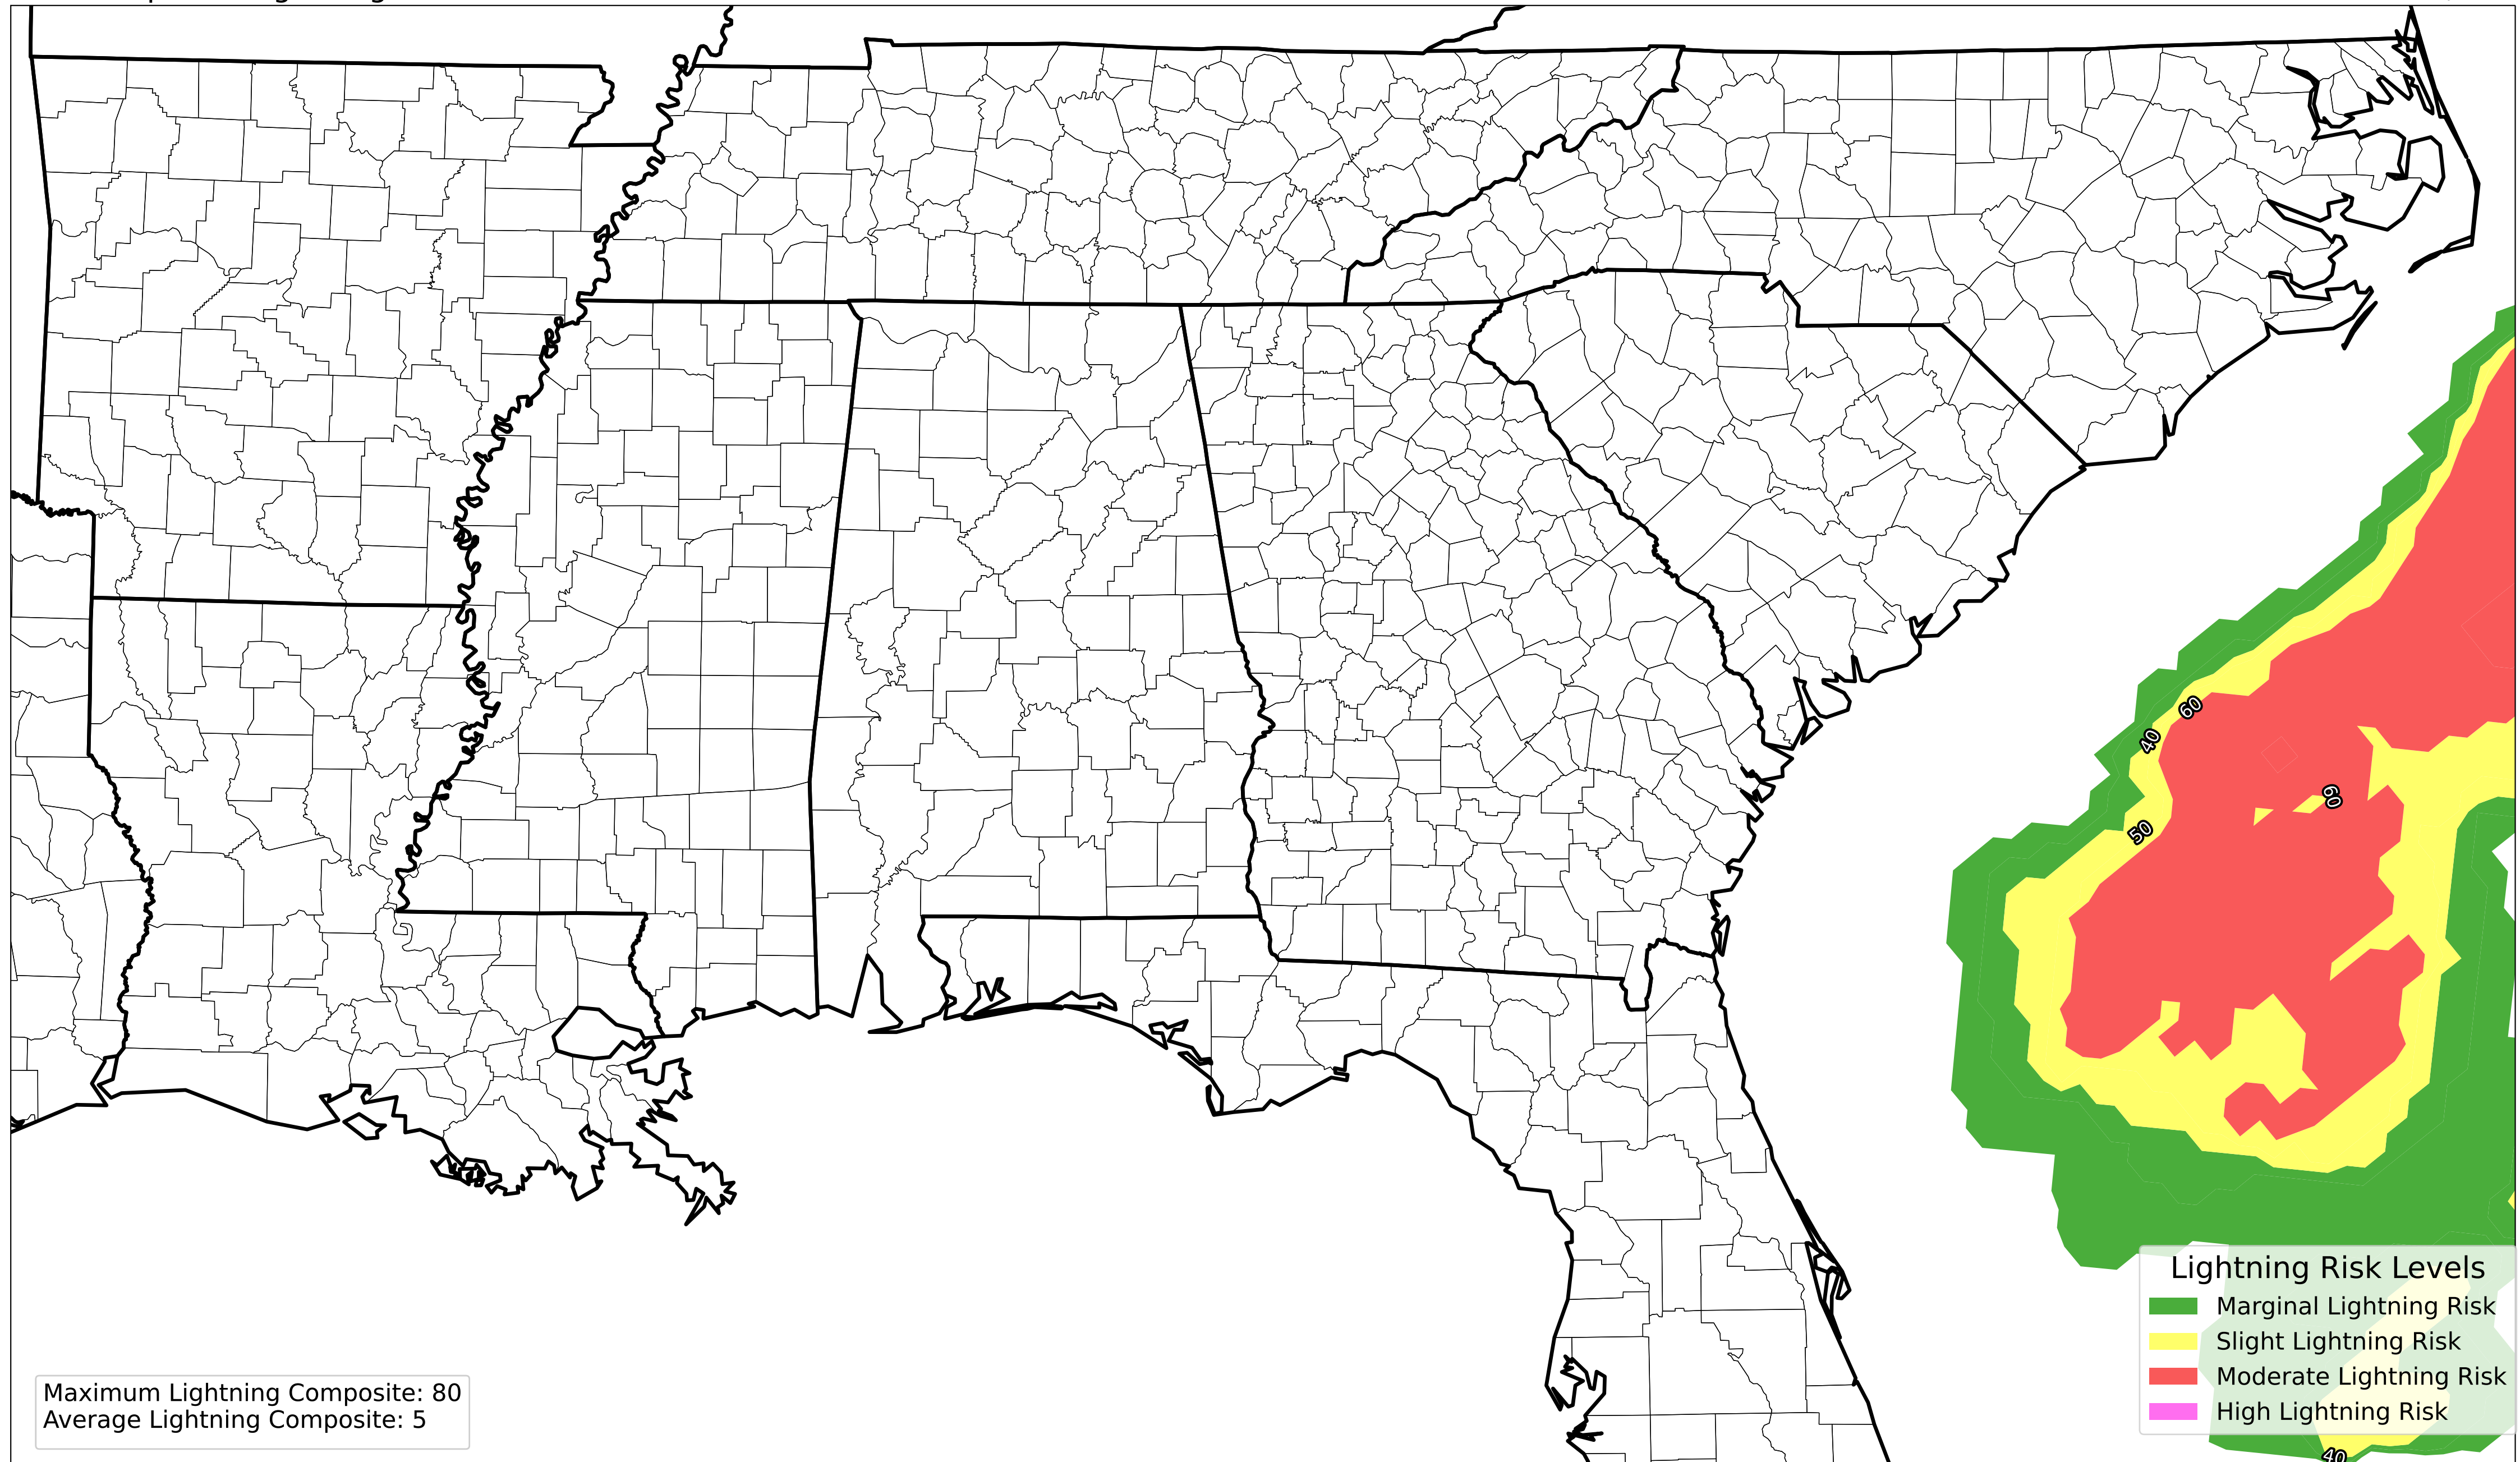 60
40
60
50
Lightning Risk Levels
Marginal Lightning Risk
Slight Lightning Risk
Moderate Lightning Risk
High Lightning Risk
Maximum Lightning Composite: 80
Average Lightning Composite: 5
40